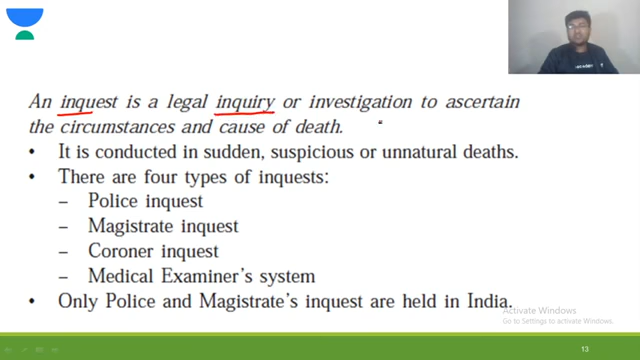 An inquest is a legal inquiry or investigation to ascertain
the circumstances and cause of death.
• It is conducted in sudden, suspicious or unnatural deaths.
• There are four types of inquests:
– Police inquest
– Magistrate inquest
– Coroner inquest
– Medical Examiner's system
• Only Police and Magistrate's inquest are held in India.
Activate Windows
Go to Settings to activate Windows.
13